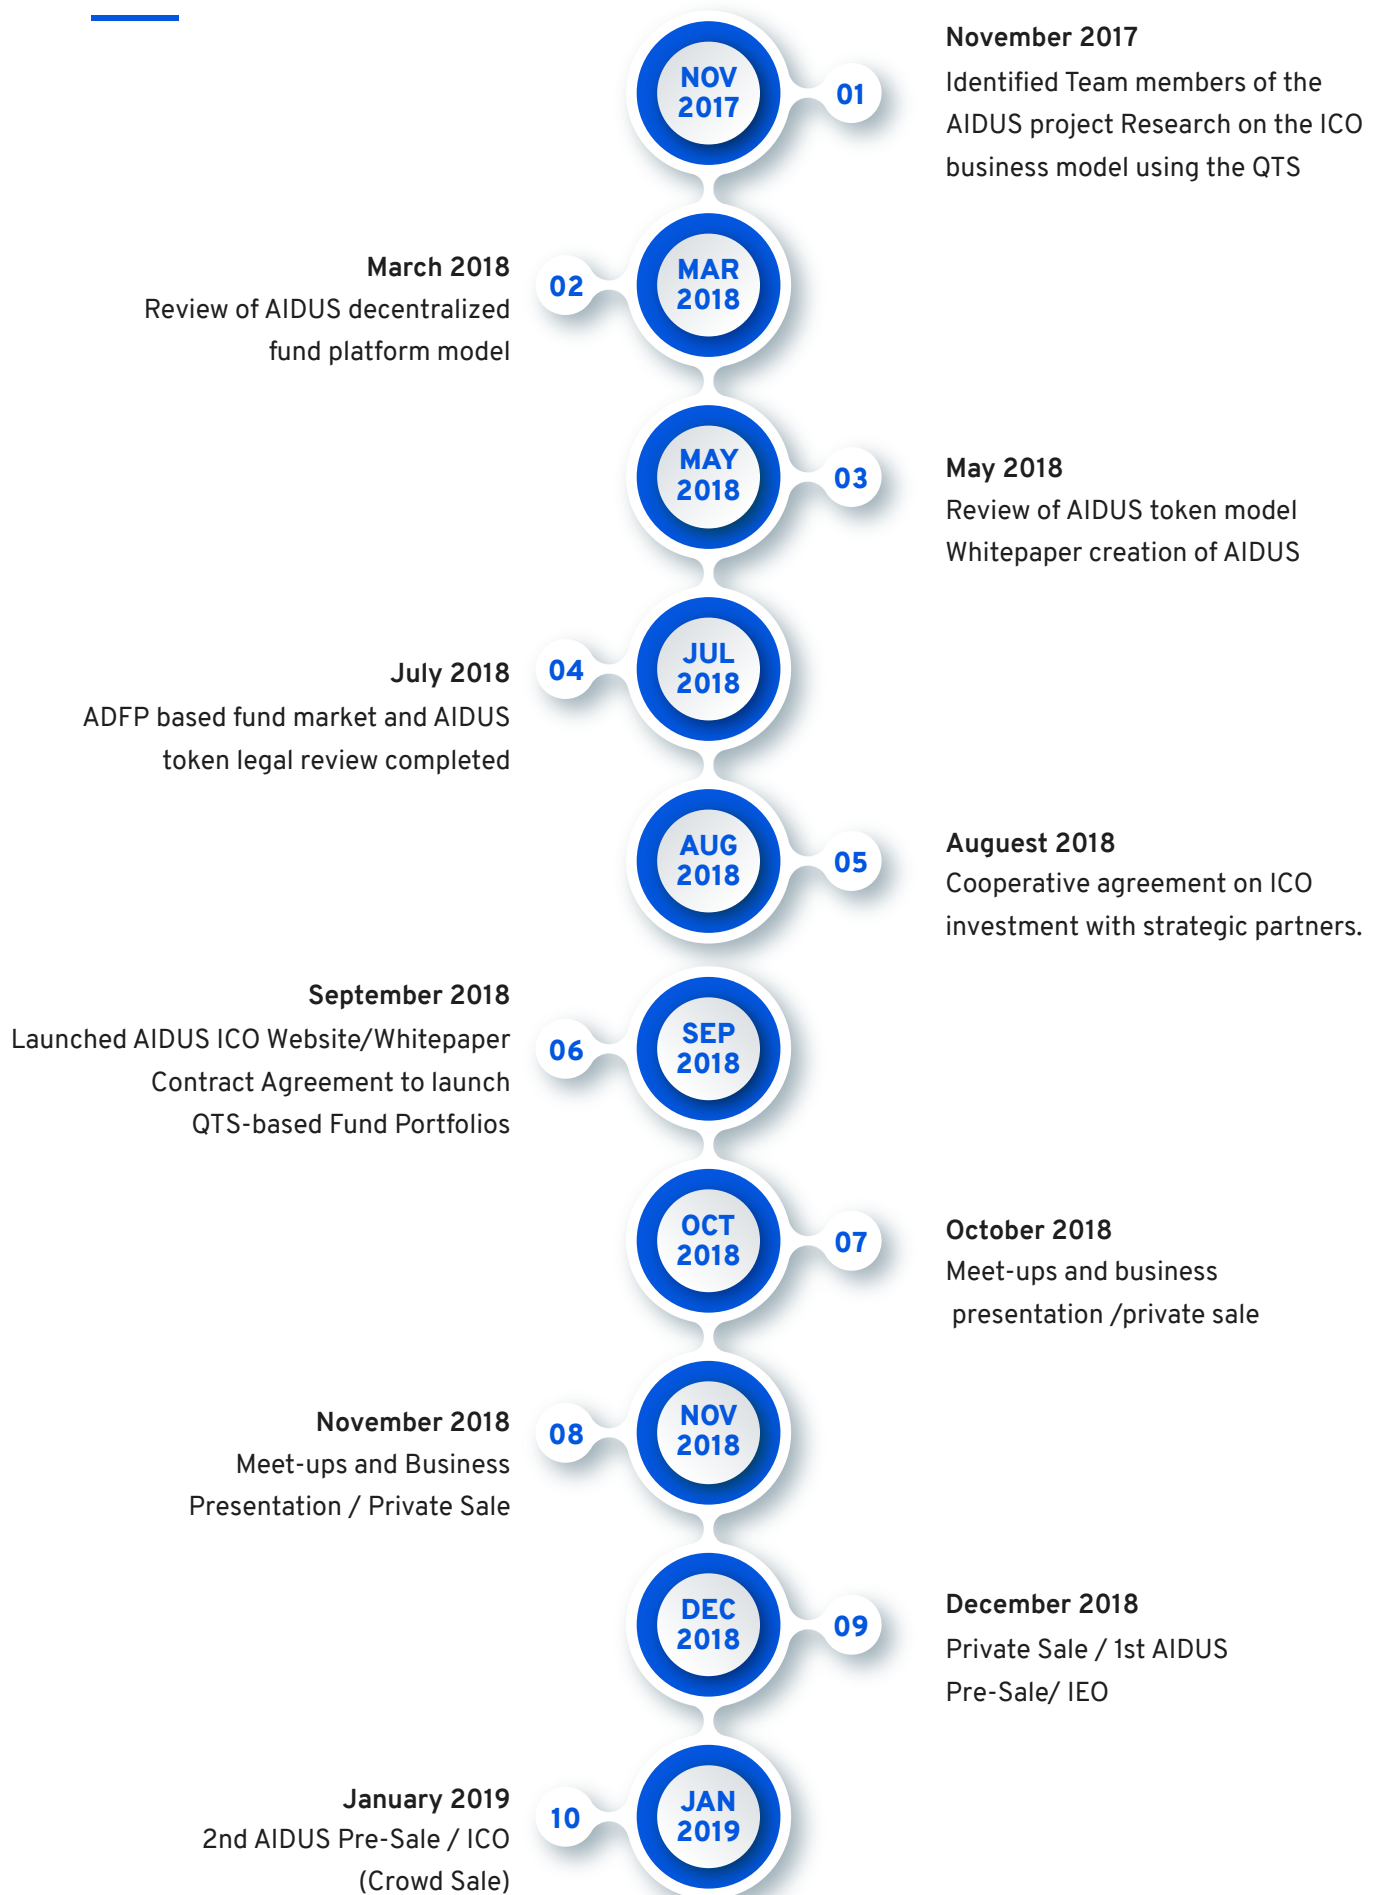 NOV
2017
01
November 2017
Identified Team members of the
AIDUS project Research on the ICO
business model using the QTS
March 2018
Review of AIDUS decentralized
fund platform model
02
MAR
2018
MAY
2018
03
May 2018
Review of AIDUS token model
Whitepaper creation of AIDUS
July 2018
ADFP based fund market and AIDUS
token legal review completed
04
JUL
2018
AUG
2018
05
Auguest 2018
Cooperative agreement on ICO
investment with strategic partners.
September 2018
Launched AIDUS ICO Website/Whitepaper
Contract Agreement to launch
QTS-based Fund Portfolios
06
SEP
2018
OCT
2018
07
October 2018
Meet-ups and business
presentation /private sale
November 2018
Meet-ups and Business
Presentation / Private Sale
08
NOV
2018
DEC
2018
09
December 2018
Private Sale / 1st AIDUS
Pre-Sale/ IEO
January 2019
2nd AIDUS Pre-Sale / ICO
(Crowd Sale)
10
JAN
2019